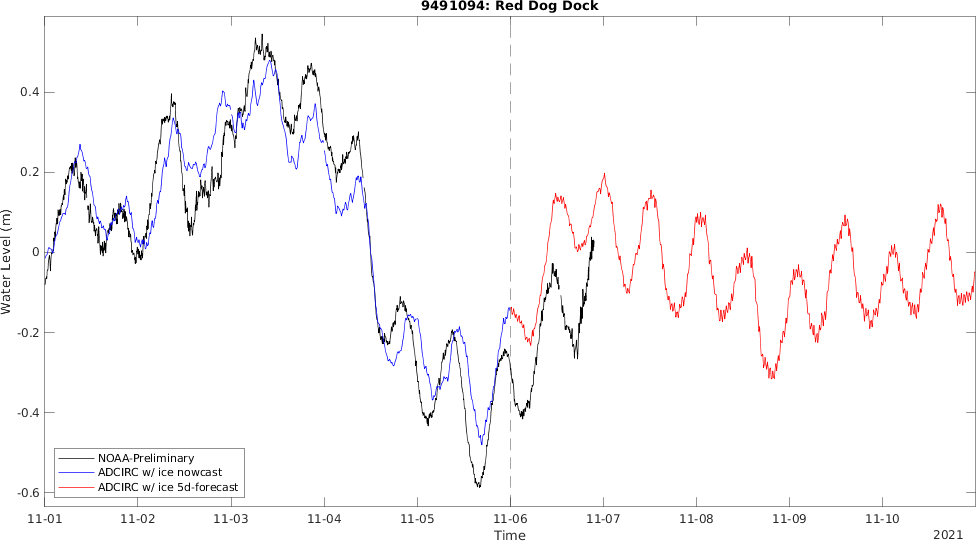 9491094: Red Dog Dock
Water Level (m)
0.4
0.2
0
-0.2
-0.4
-0.6
NOAA-Preliminary
ADCIRC w/ ice nowcast
ADCIRC w/ ice 5d-forecast
11-01 11-02 11-03 11-04 11-05 11-06 11-07 11-08 11-09 11-10
Time
2021